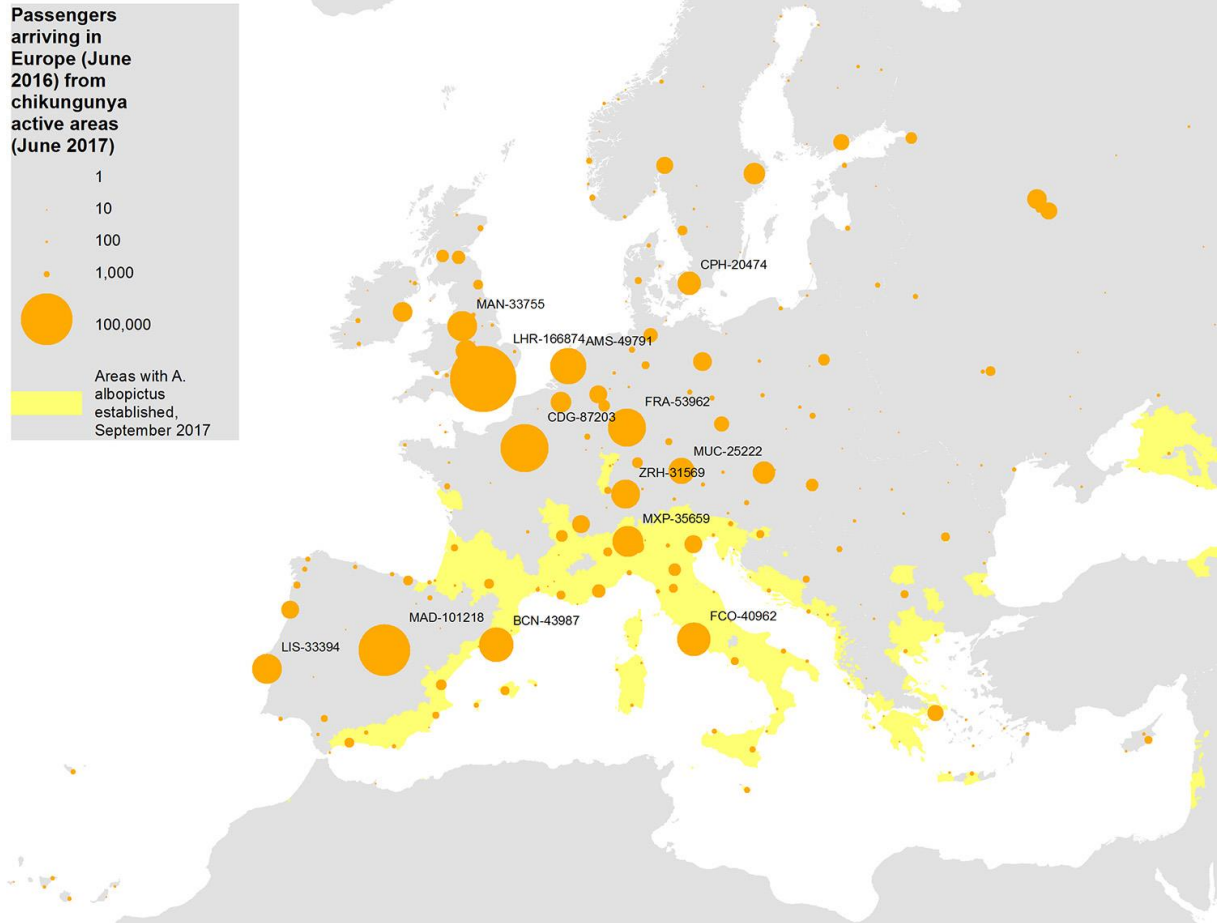 Passengers
arriving in
Europe (June
2016) from
chikungunya
active areas
(June 2017)
1
10
100
1,000
100,000
Areas with A.
albopictus
established,
September 2017
CPH-20474
MAN-33755
LHR-166874
AMS-49791
FRA-53962
CDG-87203
MUC-25222
ZRH-31569
MXP-35659
MAD-101218
BCN-43987
FCO-40962
LIS-33394